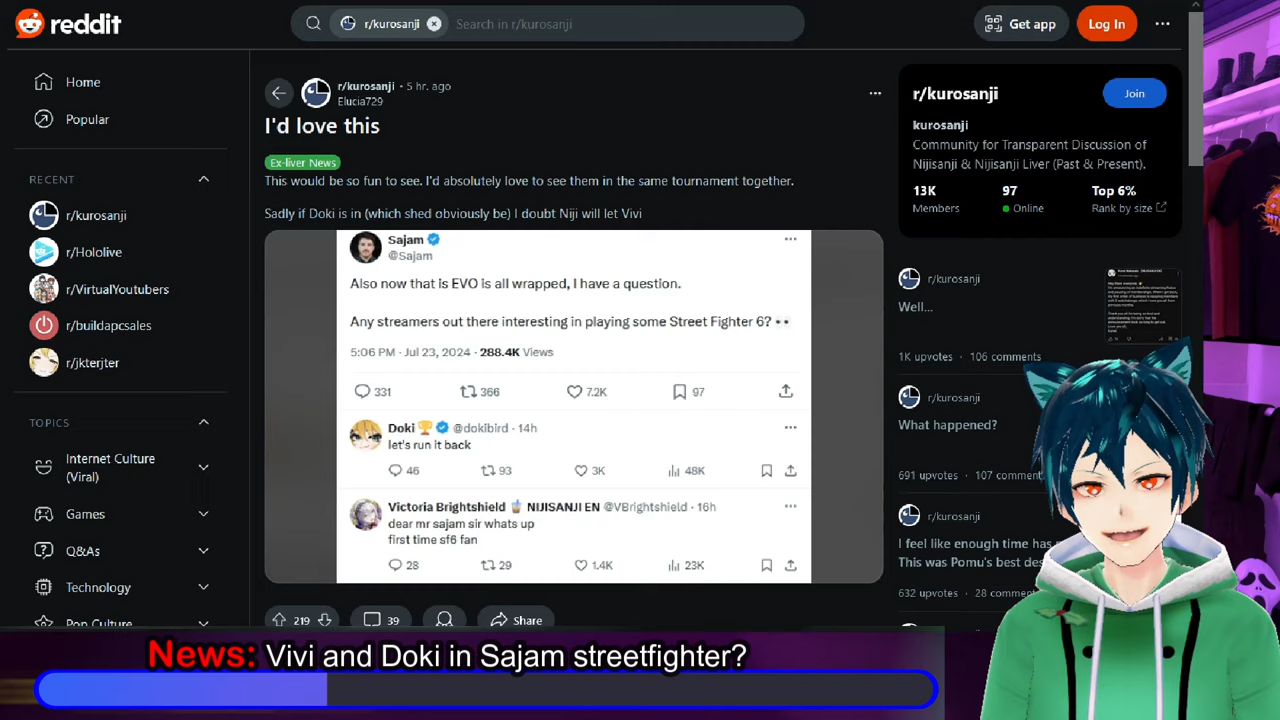 reddit
r/kurosanji
Search in r/kurosanji
Get app
Log In
Home
Popular
RECENT
r/kurosanji
r/Hololive
r/VirtualYoutubers
r/buildapcsales
r/jkterjter
TOPICS
Internet Culture
(Viral)
Games
Q&As
Technology
Pop Culture
r/kurosanji • 5 hr. ago
Elucia729
I'd love this
Ex-liver News
This would be so fun to see. I'd absolutely love to see them in the same tournament together.
Sadly if Doki is in (which shed obviously be) I doubt Niji will let Vivi
Sajam
@Sajam
Also now that is EVO is all wrapped, I have a question.
Any streamers out there interesting in playing some Street Fighter 6? 👀
5:06 PM · Jul 23, 2024 · 288.4K Views
331 366 7.2K 97
Doki 🏆 @dokibird · 14h
let's run it back
46 93 3K 48K
Victoria Brightshield 🧋 NIJISANJI EN @VBrightshield · 16h
dear mr sajam sir whats up
first time sf6 fan
28 29 1.4K 23K
219 39 Share
r/kurosanji
Join
kurosanji
Community for Transparent Discussion of
Nijisanji & Nijisanji Liver (Past & Present).
13K 97 Top 6%
Members Online Rank by size
r/kurosanji
Well...
1K upvotes • 106 comments
r/kurosanji
What happened?
691 upvotes • 107 comments
r/kurosanji
I feel like enough time has
This was Pomu's best
632 upvotes • 28
News: Vivi and Doki in Sajam streetfighter?